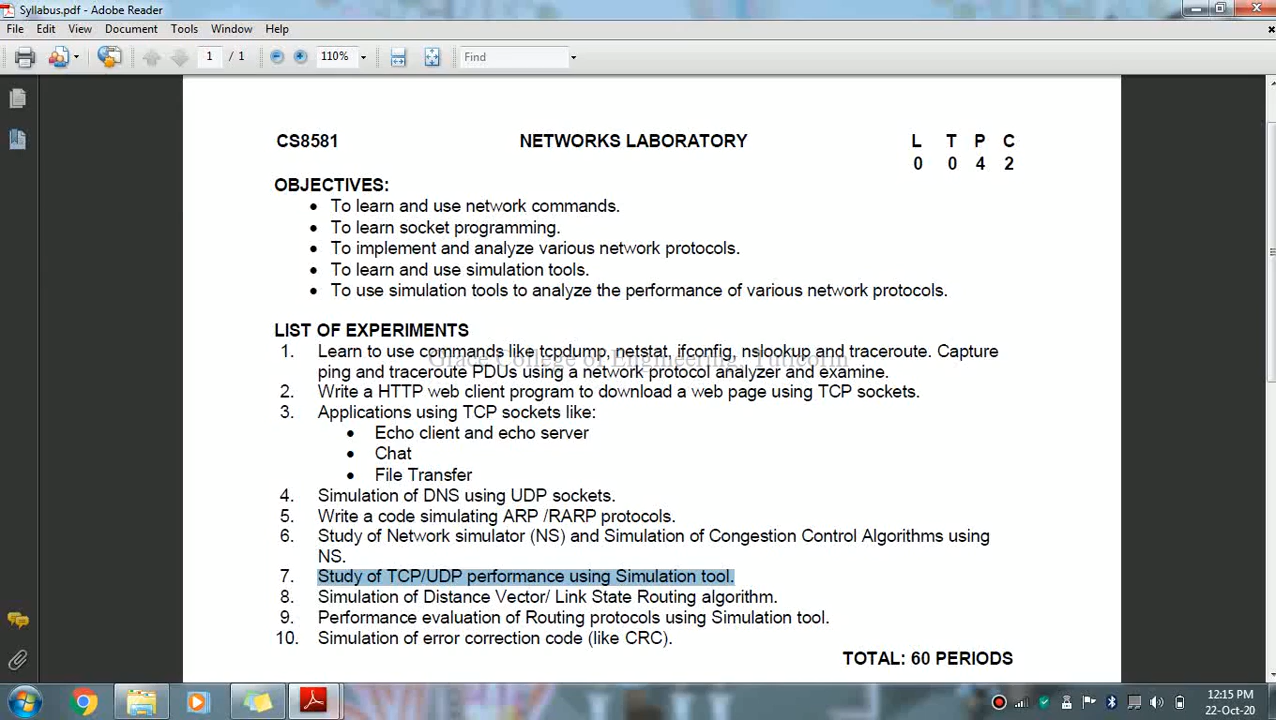 Syllabus.pdf - Adobe Reader
File Edit View Document Tools Window Help
1 / 1 110% Find
CS8581 NETWORKS LABORATORY L T P C
0 0 4 2
OBJECTIVES:
• To learn and use network commands.
• To learn socket programming.
• To implement and analyze various network protocols.
• To learn and use simulation tools.
• To use simulation tools to analyze the performance of various network protocols.
LIST OF EXPERIMENTS
1. Learn to use commands like tcpdump, netstat, ifconfig, nslookup and traceroute. Capture
Grace College of Engineering, Tuticorin
ping and traceroute PDUs using a network protocol analyzer and examine.
2. Write a HTTP web client program to download a web page using TCP sockets.
3. Applications using TCP sockets like:
• Echo client and echo server
• Chat
• File Transfer
4. Simulation of DNS using UDP sockets.
5. Write a code simulating ARP /RARP protocols.
6. Study of Network simulator (NS) and Simulation of Congestion Control Algorithms using
NS.
7. Study of TCP/UDP performance using Simulation tool.
8. Simulation of Distance Vector/ Link State Routing algorithm.
9. Performance evaluation of Routing protocols using Simulation tool.
10. Simulation of error correction code (like CRC).
TOTAL: 60 PERIODS
12:15 PM
22-Oct-20